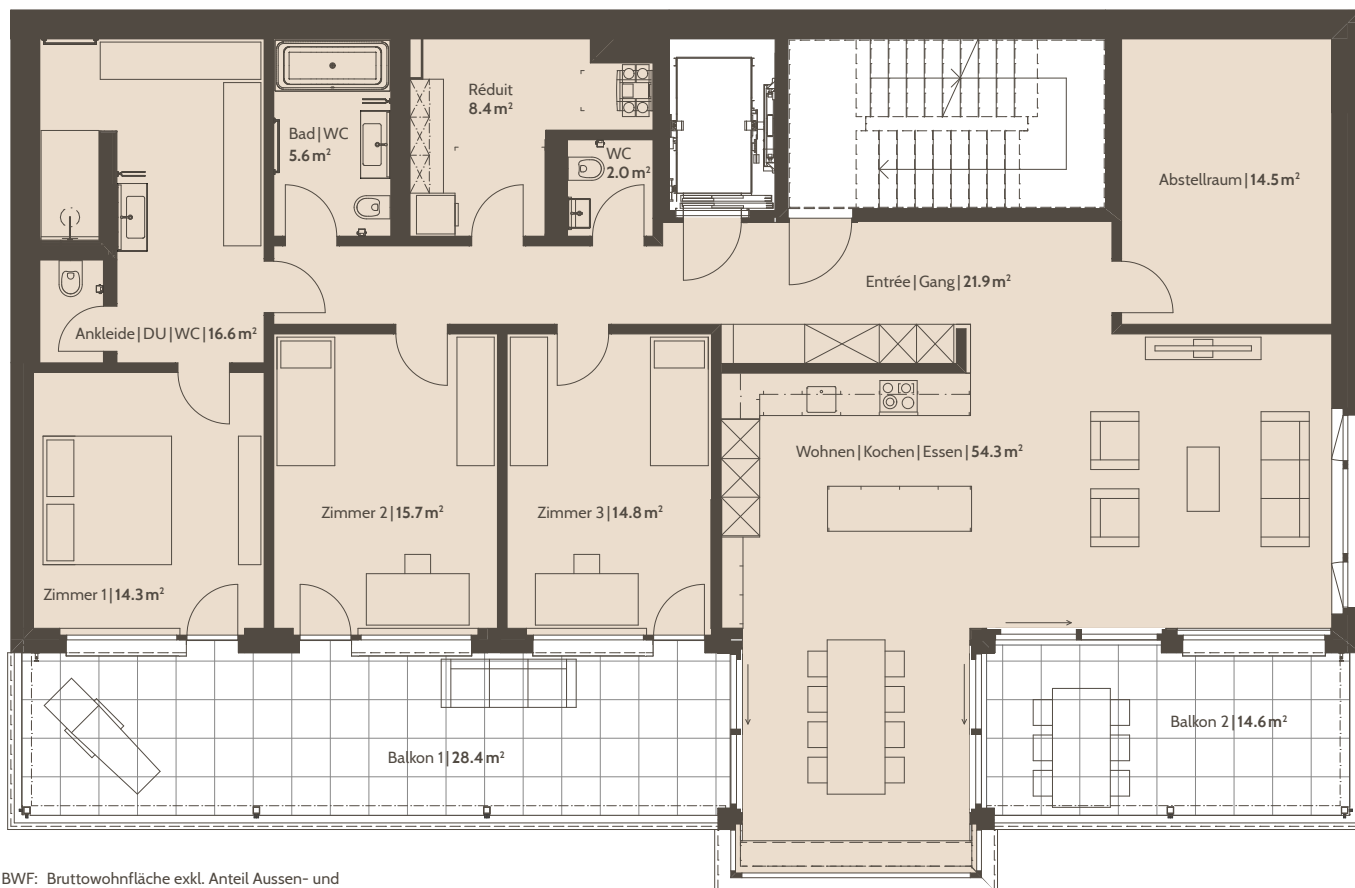 Réduit
8.4 m²
Bad|WC
5.6 m²
WC
2.0 m²
Abstellraum|14.5 m²
Entrée|Gang|21.9 m²
Ankleide|DU|WC|16.6 m²
Wohnen|Kochen|Essen|54.3 m²
Zimmer 2|15.7 m²
Zimmer 3|14.8 m²
Zimmer 1|14.3 m²
Balkon 2|14.6 m²
Balkon 1|28.4 m²
BWF: Bruttowohnfläche exkl. Anteil Aussen- und